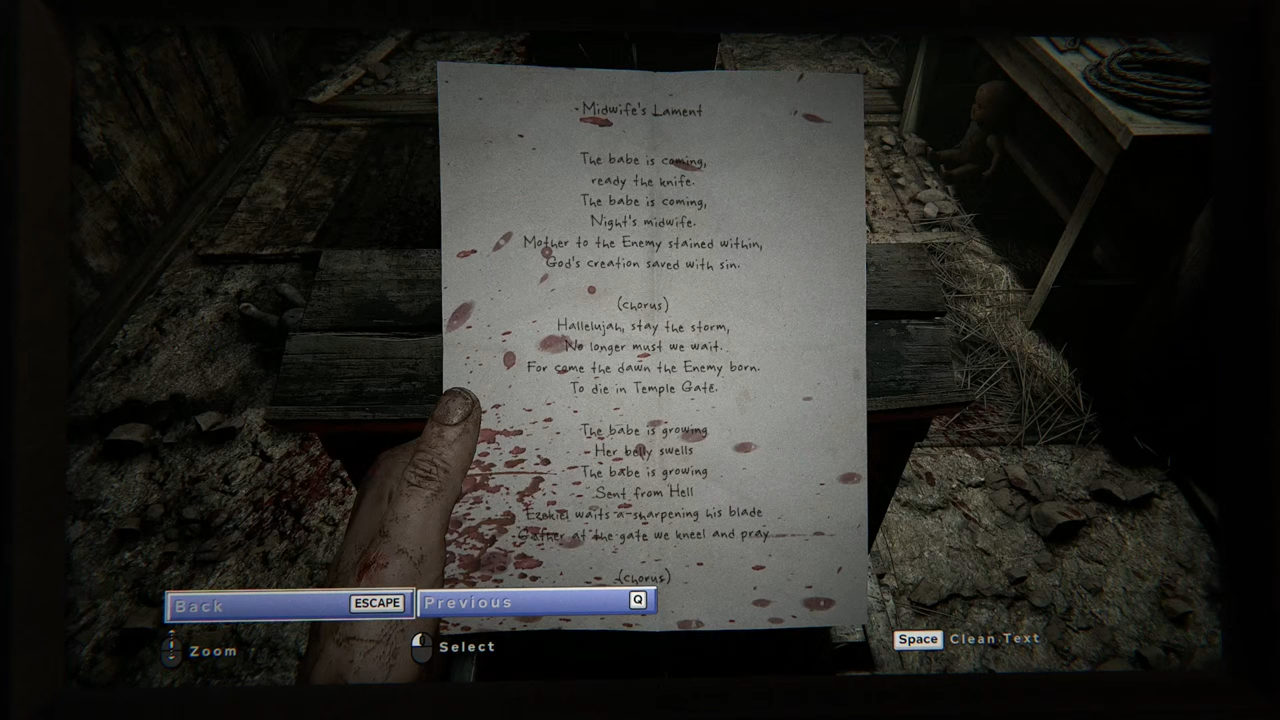 Midwife's Lament
The babe is coming,
ready the knife.
The babe is coming,
Night's midwife.
Mother to the Enemy stained within,
God's creation saved with sin.
(chorus)
Hallelujah, stay the storm,
No longer must we wait.
For come the dawn the Enemy born.
To die in Temple Gate.
The babe is growing
Her belly swells
The babe is growing
Sent from Hell
Ezekiel waits a-sharpening his blade
Gather at the gate we kneel and pray
(chorus)
Back ESCAPE Previous Q
Zoom Select Space Clean Text